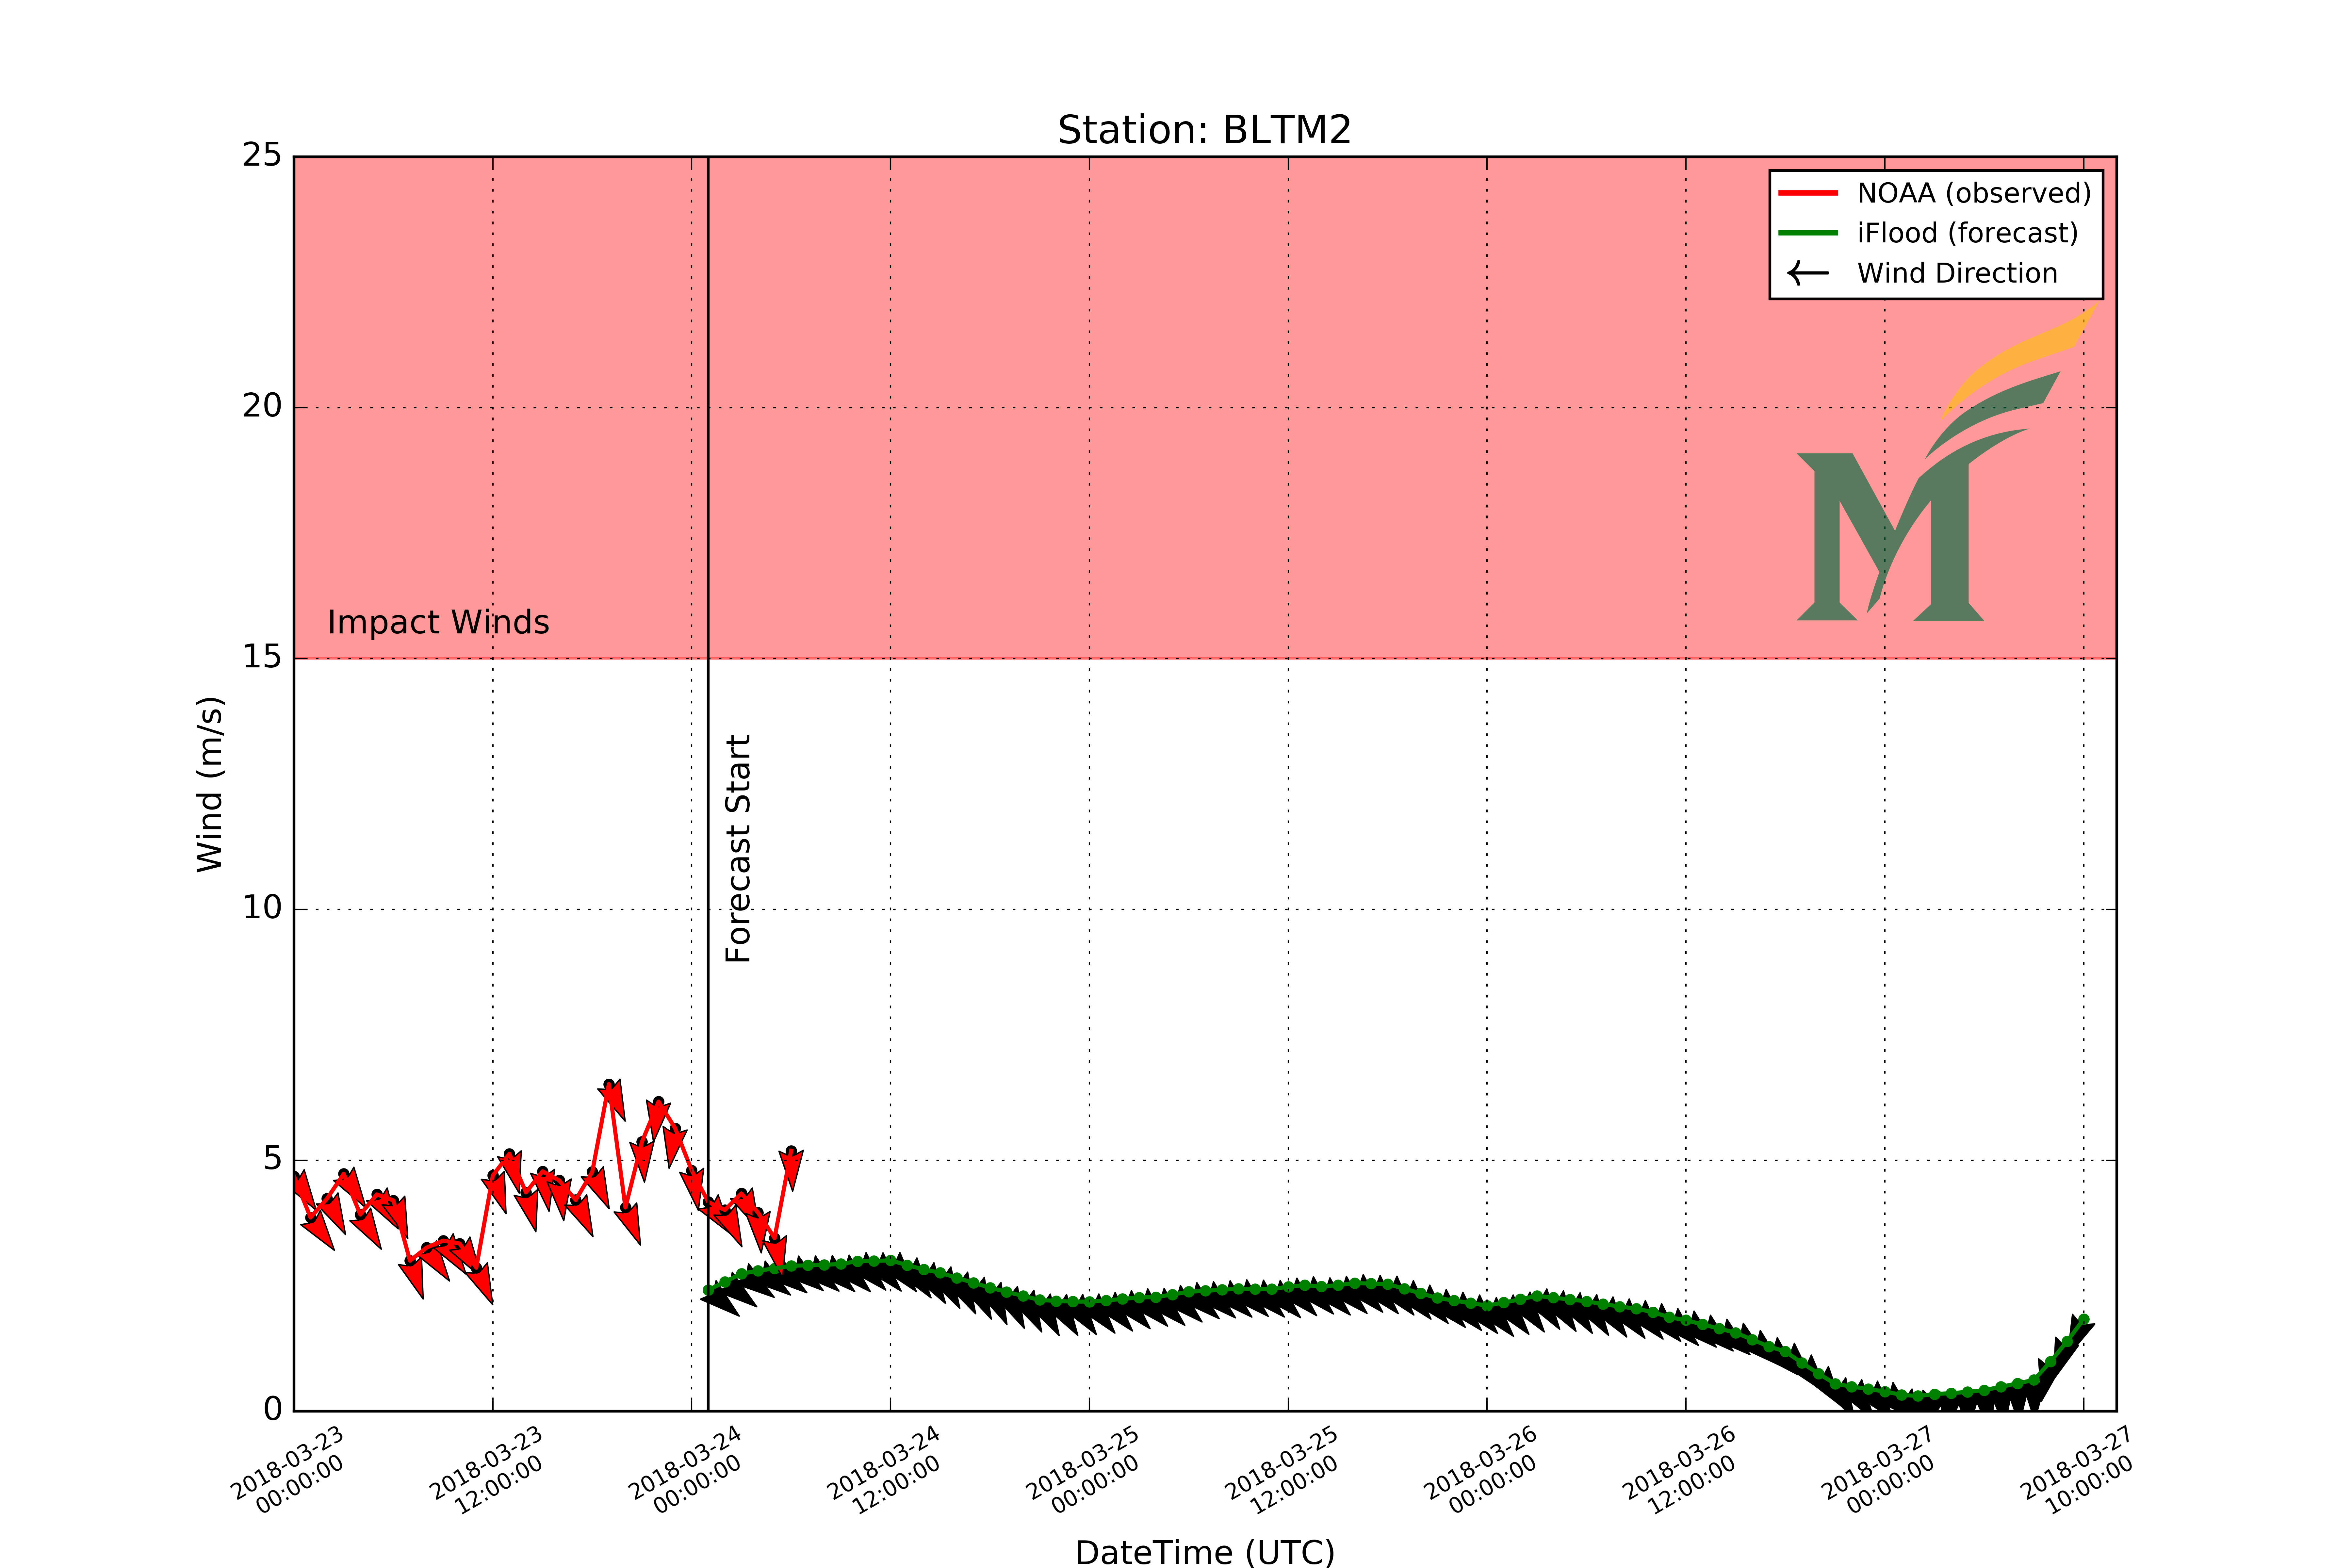 Station: BLTM2
25
20
15
10
5
0
Wind (m/s)
NOAA (observed)
iFlood (forecast)
Wind Direction
Impact Winds
Forecast Start
M
2018-03-23
00:00:00
2018-03-23
12:00:00
2018-03-24
00:00:00
2018-03-24
12:00:00
2018-03-25
00:00:00
2018-03-25
12:00:00
2018-03-26
00:00:00
2018-03-26
12:00:00
2018-03-27
00:00:00
2018-03-27
10:00:00
DateTime (UTC)